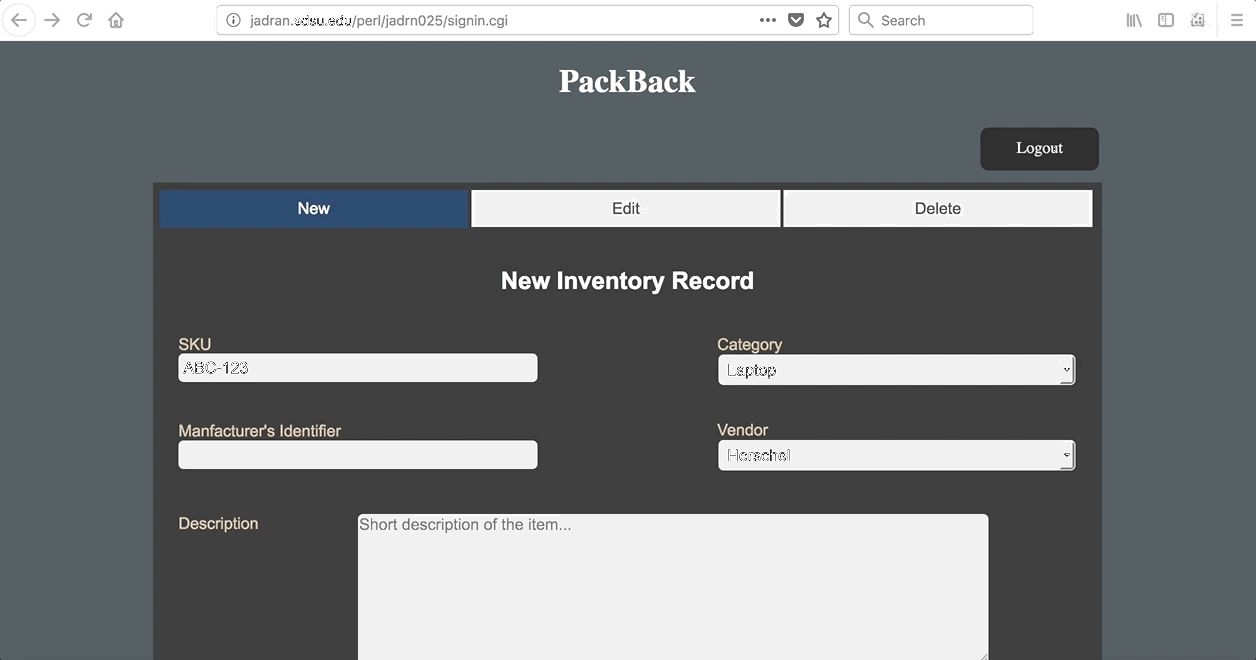 jadran.sdsu.edu/perl/jadrn025/signin.cgi
Search
PackBack
Logout
New Edit Delete
New Inventory Record
SKU Category
ABC-123 Laptop
Manfacturer's Identifier Vendor
Herschel
Description Short description of the item...